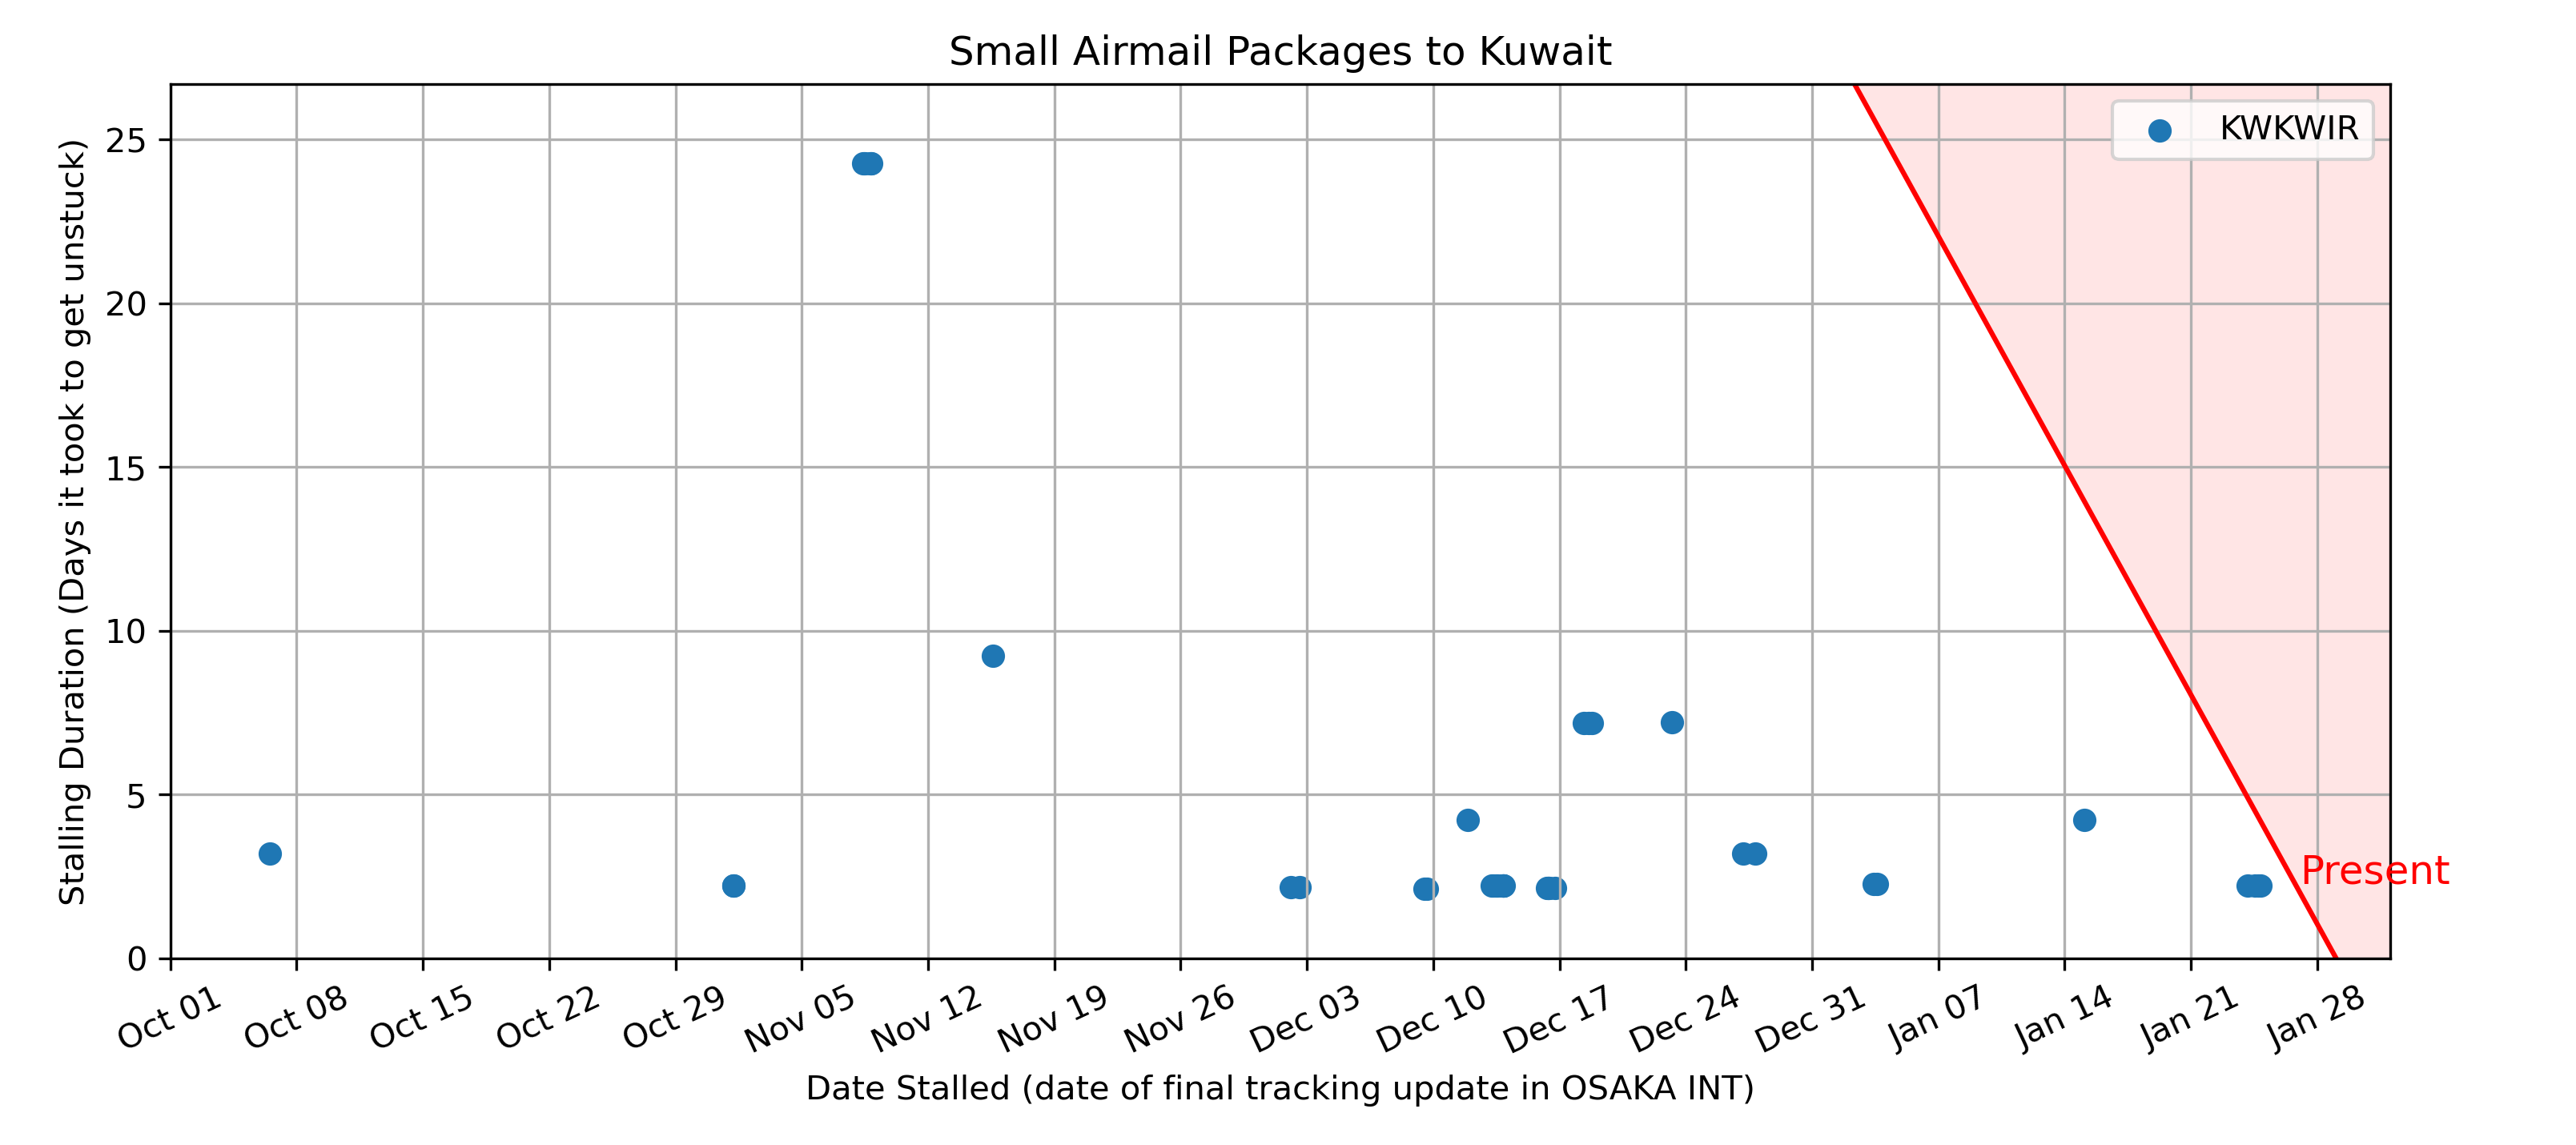 Small Airmail Packages to Kuwait
KWKWIR
Stalling Duration (Days it took to get unstuck)
25
20
15
10
5
0
Present
Oct 01 Oct 08 Oct 15 Oct 22 Oct 29 Nov 05 Nov 12 Nov 19 Nov 26 Dec 03 Dec 10 Dec 17 Dec 24 Dec 31 Jan 07 Jan 14 Jan 21 Jan 28
Date Stalled (date of final tracking update in OSAKA INT)